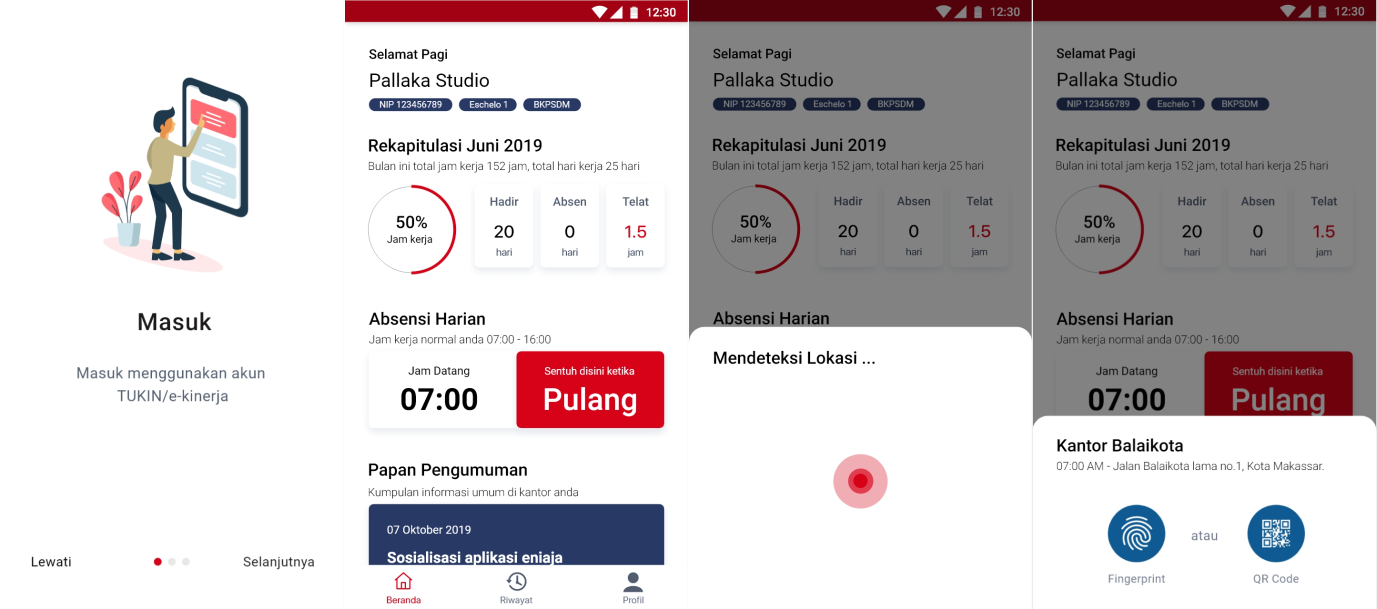 Masuk
Masuk menggunakan akun
TUKIN/e-kinerja
Lewati
Selanjutnya
12:30
Selamat Pagi
Pallaka Studio
NIP 123456789 Eschelo 1 BKPSDM
Rekapitulasi Juni 2019
Bulan ini total jam kerja 152 jam, total hari kerja 25 hari
50%
Jam kerja
Hadir
20
hari
Absen
0
hari
Telat
1.5
jam
Absensi Harian
Jam kerja normal anda 07:00 - 16:00
Jam Datang
07:00
Sentuh disini ketika
Pulang
Papan Pengumuman
Kumpulan informasi umum di kantor anda
07 Oktober 2019
Sosialisasi aplikasi eniaja
Beranda
Riwayat
Profil
12:30
Selamat Pagi
Pallaka Studio
NIP 123456789 Eschelo 1 BKPSDM
Rekapitulasi Juni 2019
Bulan ini total jam kerja 152 jam, total hari kerja 25 hari
50%
Jam kerja
Hadir
20
hari
Absen
0
hari
Telat
1.5
jam
Absensi Harian
Mendeteksi Lokasi ...
12:30
Selamat Pagi
Pallaka Studio
NIP 123456789 Eschelo 1 BKPSDM
Rekapitulasi Juni 2019
Bulan ini total jam kerja 152 jam, total hari kerja 25 hari
50%
Jam kerja
Hadir
20
hari
Absen
0
hari
Telat
1.5
jam
Absensi Harian
Jam kerja normal anda 07:00 - 16:00
Jam Datang
07:00
Sentuh disini ketika
Pulang
Kantor Balaikota
07:00 AM - Jalan Balaikota lama no.1, Kota Makassar.
Fingerprint
atau
QR Code